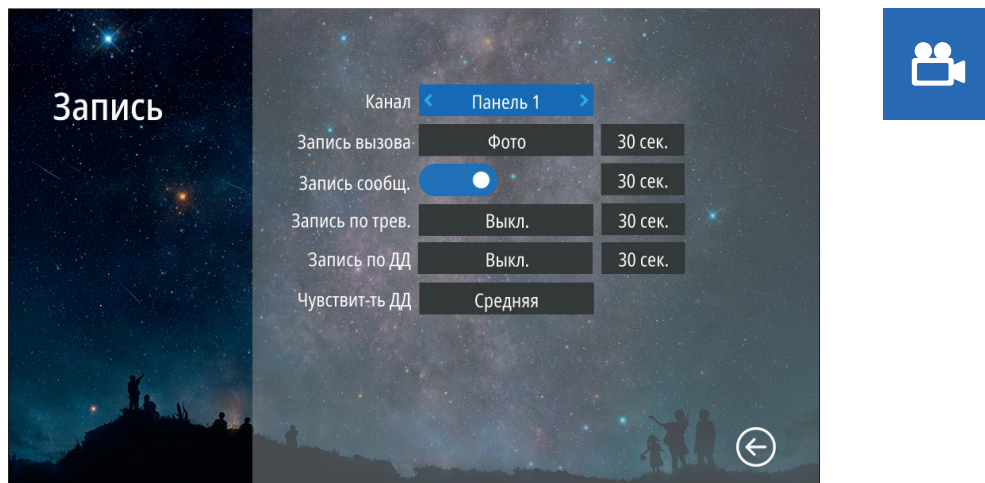 Запись
Канал Панель 1
Запись вызова Фото 30 сек.
Запись сообщ. 30 сек.
Запись по трев. Выкл. 30 сек.
Запись по ДД Выкл. 30 сек.
Чувствит-ть ДД Средняя